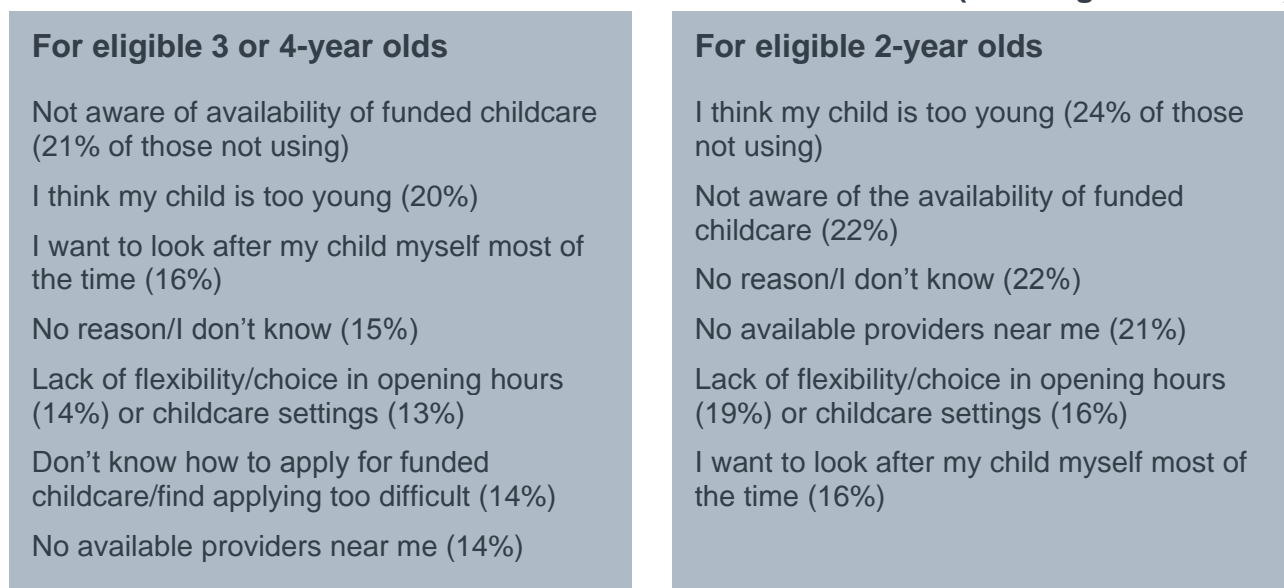 For eligible 3 or 4-year olds
Not aware of availability of funded childcare
(21% of those not using)
I think my child is too young (20%)
I want to look after my child myself most of
the time (16%)
No reason/I don’t know (15%)
Lack of flexibility/choice in opening hours
(14%) or childcare settings (13%)
Don’t know how to apply for funded
childcare/find applying too difficult (14%)
No available providers near me (14%)
For eligible 2-year olds
I think my child is too young (24% of those
not using)
Not aware of the availability of funded
childcare (22%)
No reason/I don’t know (22%)
No available providers near me (21%)
Lack of flexibility/choice in opening hours
(19%) or childcare settings (16%)
I want to look after my child myself most of
the time (16%)